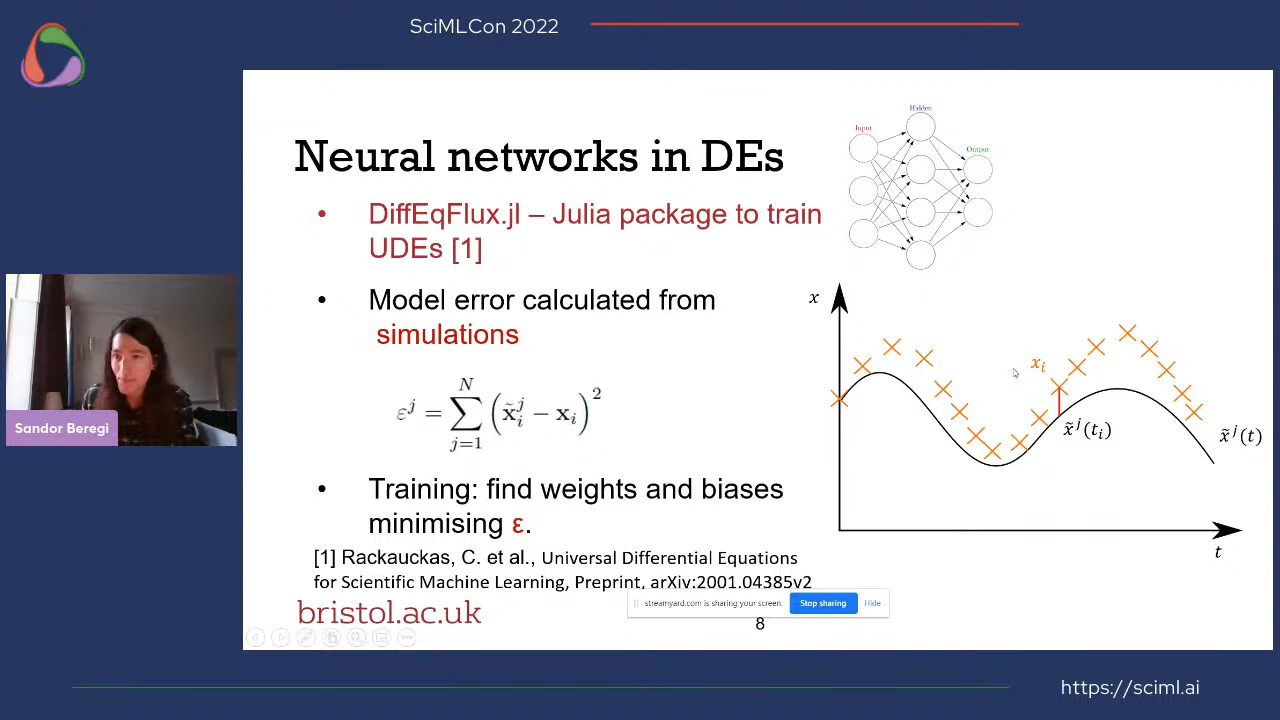 SciMLCon 2022
Neural networks in DEs
Input
Hidden
Output
• DiffEqFlux.jl – Julia package to train
UDEs [1]
• Model error calculated from
simulations
εʲ = ∑ⱼ₌₁ᴺ (x̃ᵢʲ − xᵢ)²
• Training: find weights and biases
minimising ε.
x
xᵢ
x̃ʲ(tᵢ)
x̃ʲ(t)
t
[1] Rackauckas, C. et al., Universal Differential Equations
for Scientific Machine Learning, Preprint, arXiv:2001.04385v2
bristol.ac.uk
streamyard.com is sharing your screen. Stop sharing Hide
8
Sandor Beregi
https://sciml.ai